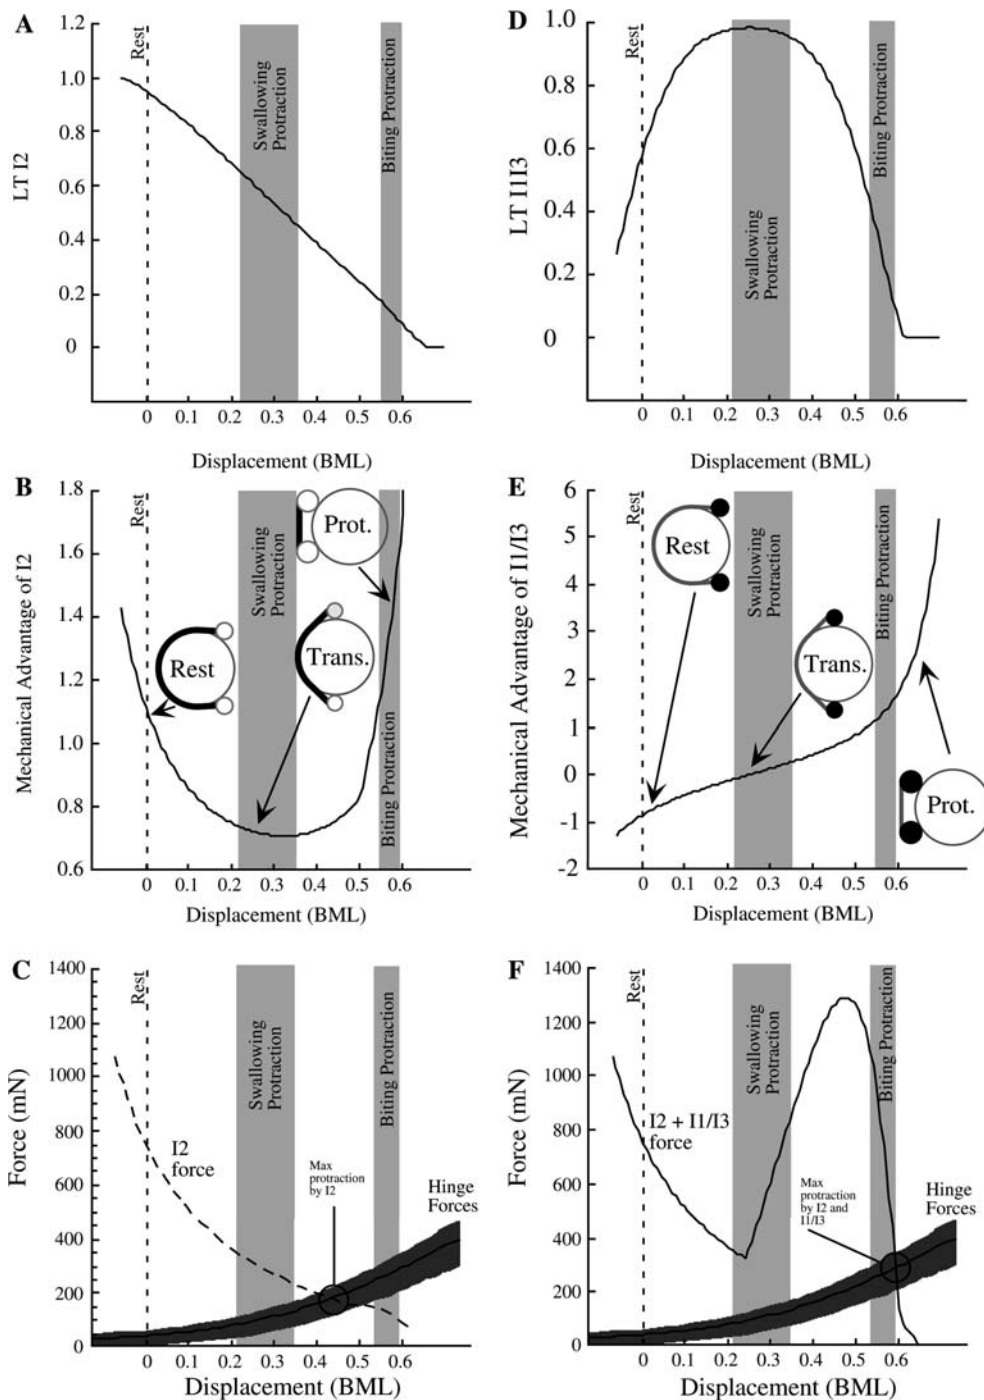 A
1.2
1.0
0.8
0.6
0.4
0.2
0
LT I2
Rest
Swallowing
Protraction
Biting Protraction
0 0.1 0.2 0.3 0.4 0.5 0.6
Displacement (BML)
D
1.0
0.8
0.6
0.4
0.2
0
LT I1I3
Rest
Swallowing
Protraction
Biting Protraction
0 0.1 0.2 0.3 0.4 0.5 0.6
Displacement (BML)
B
1.8
1.6
1.4
1.2
1.0
0.8
0.6
Mechanical Advantage of I2
Rest
Swallowing
Protraction
Biting Protraction
Prot.
Rest
Trans.
0 0.1 0.2 0.3 0.4 0.5 0.6
Displacement (BML)
E
6
5
4
3
2
1
0
-1
-2
Mechanical Advantage of I1/I3
Rest
Swallowing
Protraction
Biting Protraction
Rest
Trans.
Prot.
0 0.1 0.2 0.3 0.4 0.5 0.6
Displacement (BML)
C
1400
1200
1000
800
600
400
200
0
Force (mN)
Rest
Swallowing
Protraction
Biting Protraction
I2
force
Max
protraction
by I2
Hinge
Forces
0 0.1 0.2 0.3 0.4 0.5 0.6
Displacement (BML)
F
1400
1200
1000
800
600
400
200
0
Force (mN)
Rest
Swallowing
Protraction
Biting Protraction
I2 + I1/I3
force
Max
protraction
by I2 and
I1/I3
Hinge
Forces
0 0.1 0.2 0.3 0.4 0.5 0.6
Displacement (BML)